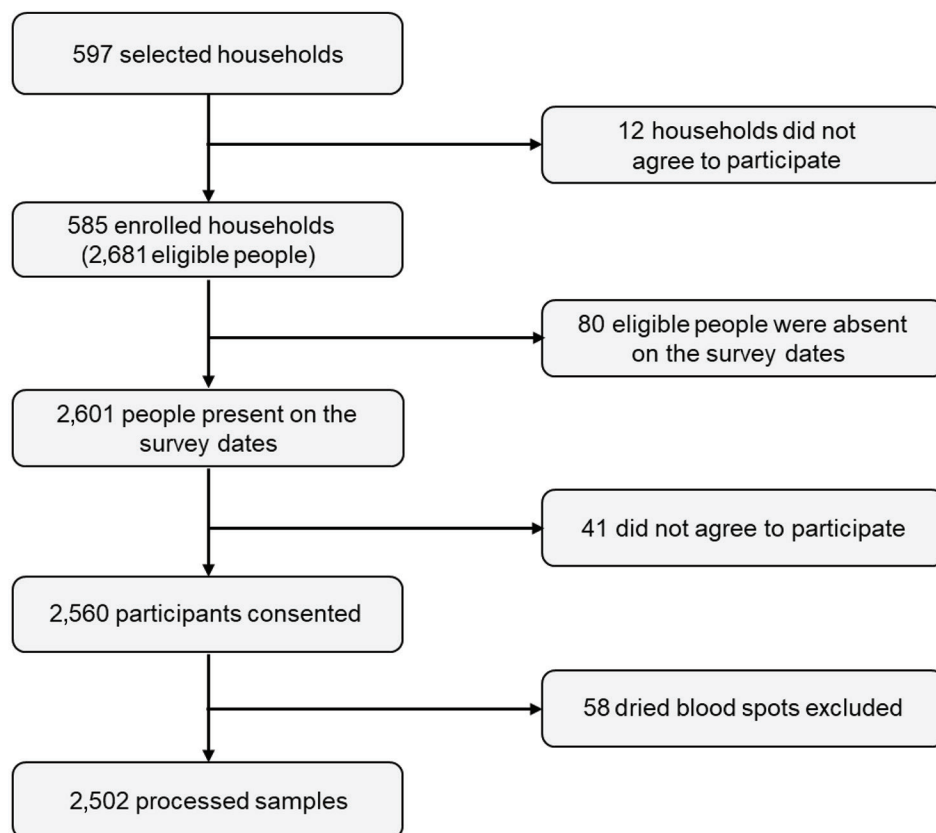 597 selected households
12 households did not
agree to participate
585 enrolled households
(2,681 eligible people)
80 eligible people were absent
on the survey dates
2,601 people present on the
survey dates
41 did not agree to participate
2,560 participants consented
58 dried blood spots excluded
2,502 processed samples